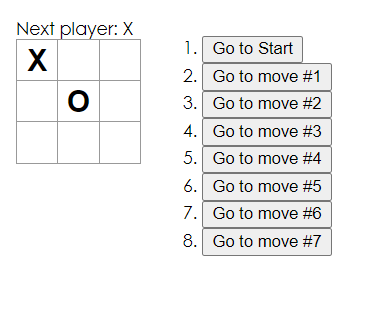 Next player: X
X
O
1. Go to Start
2. Go to move #1
3. Go to move #2
4. Go to move #3
5. Go to move #4
6. Go to move #5
7. Go to move #6
8. Go to move #7